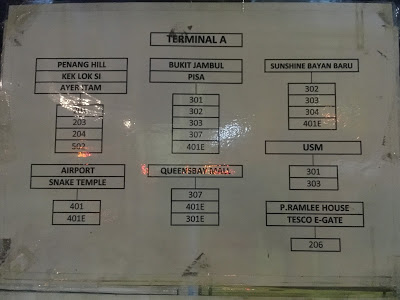 TERMINAL A
PENANG HILL
KEK LOK SI
AYER ITAM
203
204
502
BUKIT JAMBUL
PISA
301
302
303
307
401E
SUNSHINE BAYAN BARU
302
303
304
401E
USM
301
303
AIRPORT
SNAKE TEMPLE
401
401E
QUEENSBAY MALL
307
401E
301E
P.RAMLEE HOUSE
TESCO E-GATE
206